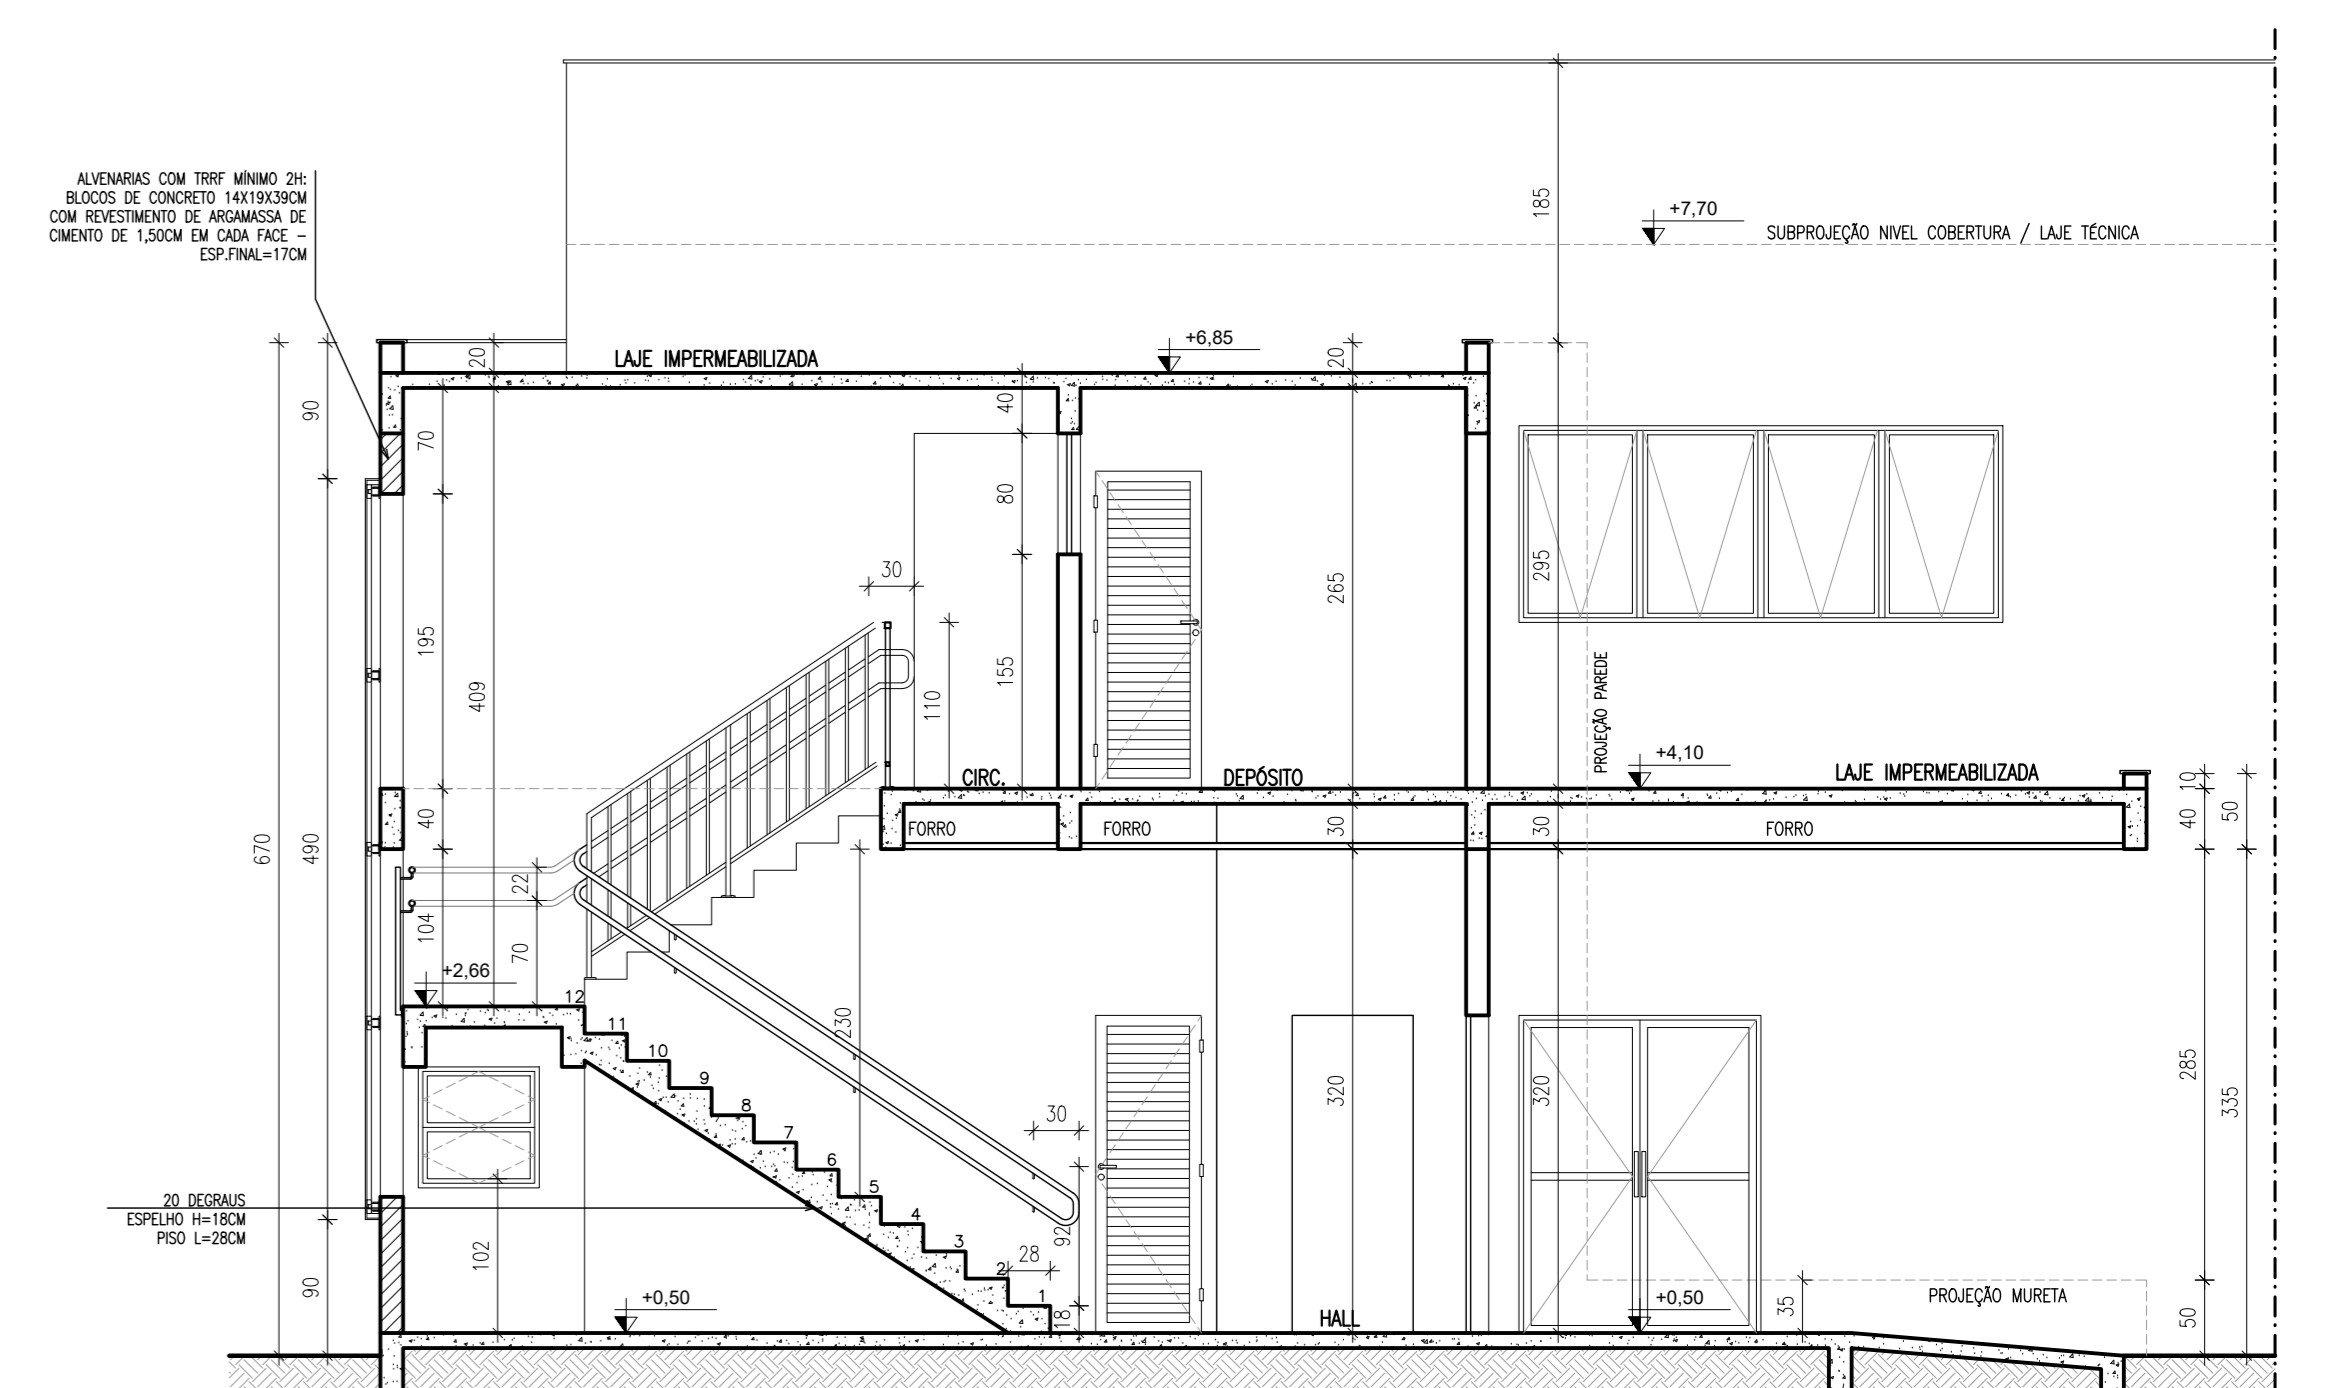 185
+7,70
SUBPROJEÇÃO NIVEL COBERTURA / LAJE TÉCNICA
ALVENARIAS COM TRRF MÍNIMO 2H:
BLOCOS DE CONCRETO 14X19X39CM
COM REVESTIMENTO DE ARGAMASSA DE
CIMENTO DE 1,50CM EM CADA FACE –
ESP.FINAL=17CM
20
LAJE IMPERMEABILIZADA
+6,85
20
90
70
40
80
30
295
265
195
155
409
110
PROJEÇÃO PAREDE
+4,10
LAJE IMPERMEABILIZADA
CIRC.
DEPÓSITO
10
40
50
40
FORRO
FORRO
30
30
FORRO
670
490
22
104
70
+2,66
12
11
10
9
8
7
6
5
4
3
2
1
230
320
320
285
335
30
92
28
18
20 DEGRAUS
ESPELHO H=18CM
PISO L=28CM
102
90
+0,50
HALL
+0,50
35
PROJEÇÃO MURETA
50